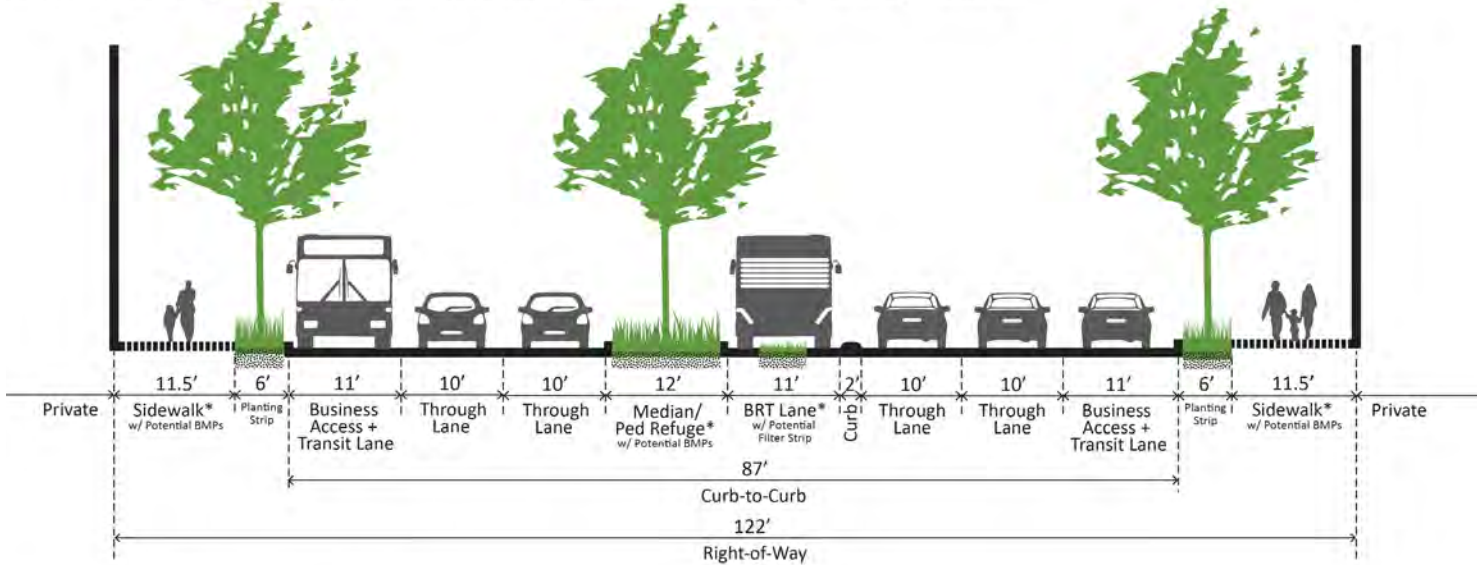 11.5’
6’
11’
10’
10’
12’
11’
2’
10’
10’
11’
6’
11.5’
Private
Sidewalk*
w/ Potential BMPs
Planting
Strip
Business
Access +
Transit Lane
Through
Lane
Through
Lane
Median/
Ped Refuge*
w/ Potential BMPs
BRT Lane*
w/ Potential
Filter Strip
Curb
Through
Lane
Through
Lane
Business
Access +
Transit Lane
Planting
Strip
Sidewalk*
w/ Potential BMPs
Private
87’
Curb-to-Curb
122’
Right-of-Way